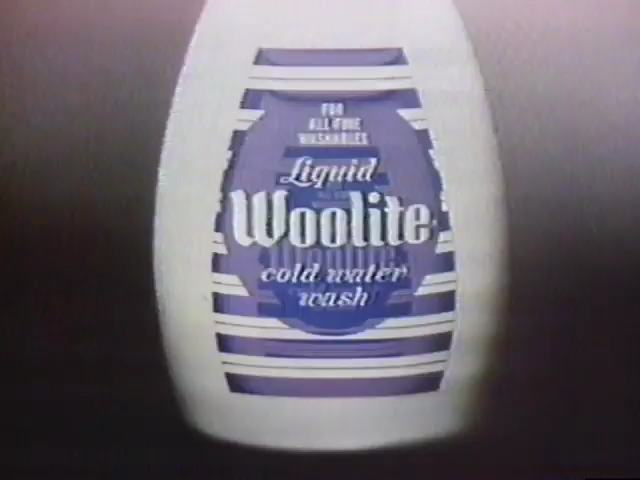 FOR
ALL FINE
WASHABLES
Liquid
Woolite
cold water
wash